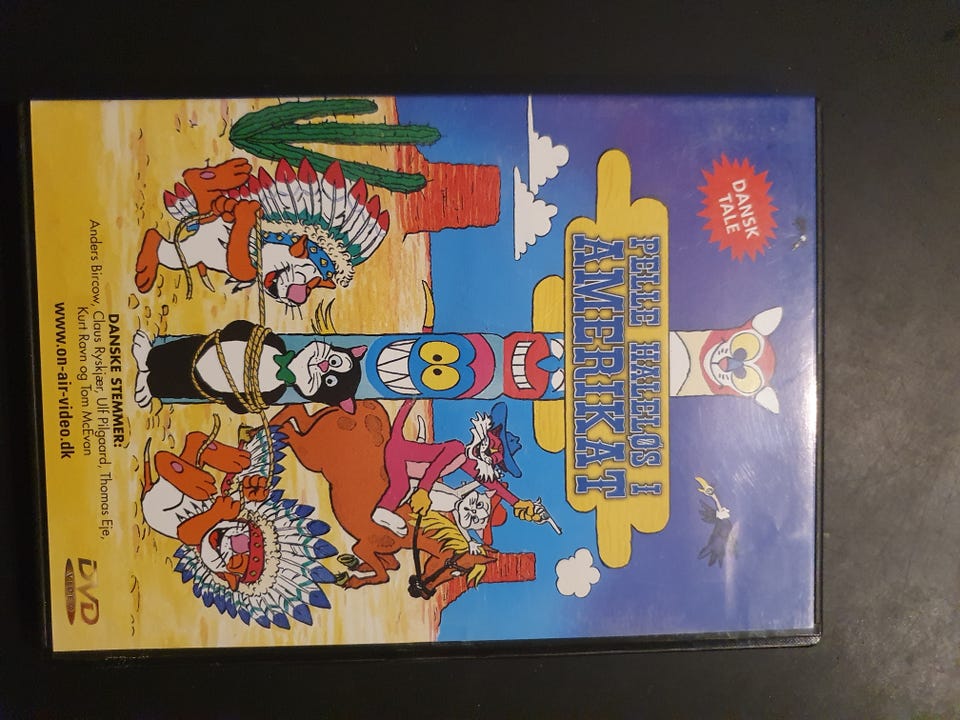 DANSK
TALE
PELLE HALELØS I
AMERIKAT
DANSKE STEMMER:
Anders Bircow, Claus Ryskjær, Ulf Pilgaard, Thomas Eje,
Kurt Ravn og Tom McEvan
www.on-air-video.dk
DVD
VIDEO